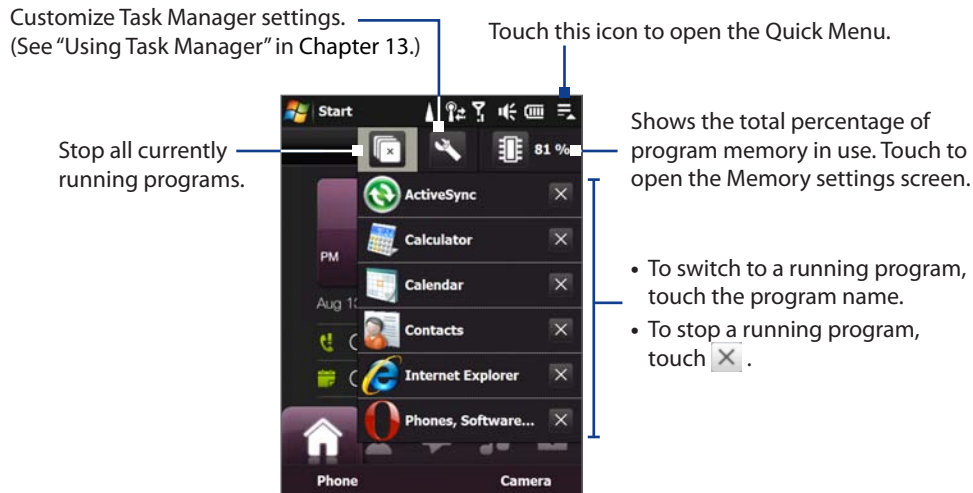 Customize Task Manager settings.
(See “Using Task Manager” in Chapter 13.)
Touch this icon to open the Quick Menu.
Start
81 %
Stop all currently
running programs.
Shows the total percentage of
program memory in use. Touch to
open the Memory settings screen.
ActiveSync
Calculator
PM
Calendar
Aug 1
Contacts
Internet Explorer
Phones, Software...
• To switch to a running program,
touch the program name.
• To stop a running program,
touch ✕ .
Phone
Camera